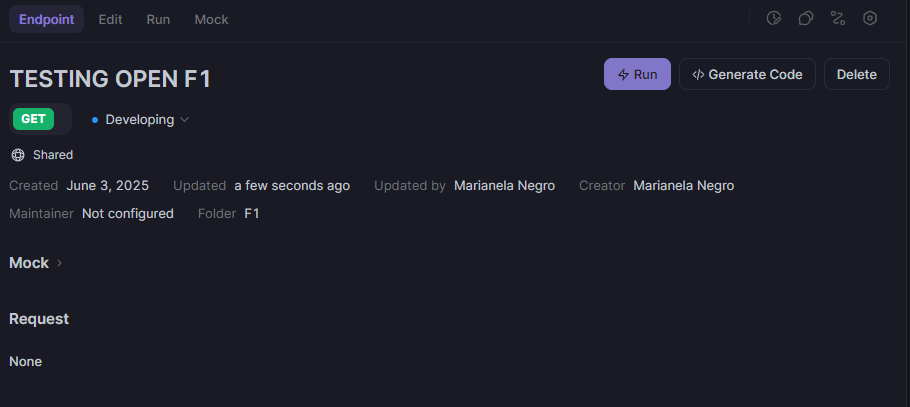 Endpoint Edit Run Mock
TESTING OPEN F1
Run </> Generate Code Delete
GET Developing
Shared
Created June 3, 2025 Updated a few seconds ago Updated by Marianela Negro Creator Marianela Negro
Maintainer Not configured Folder F1
Mock
Request
None